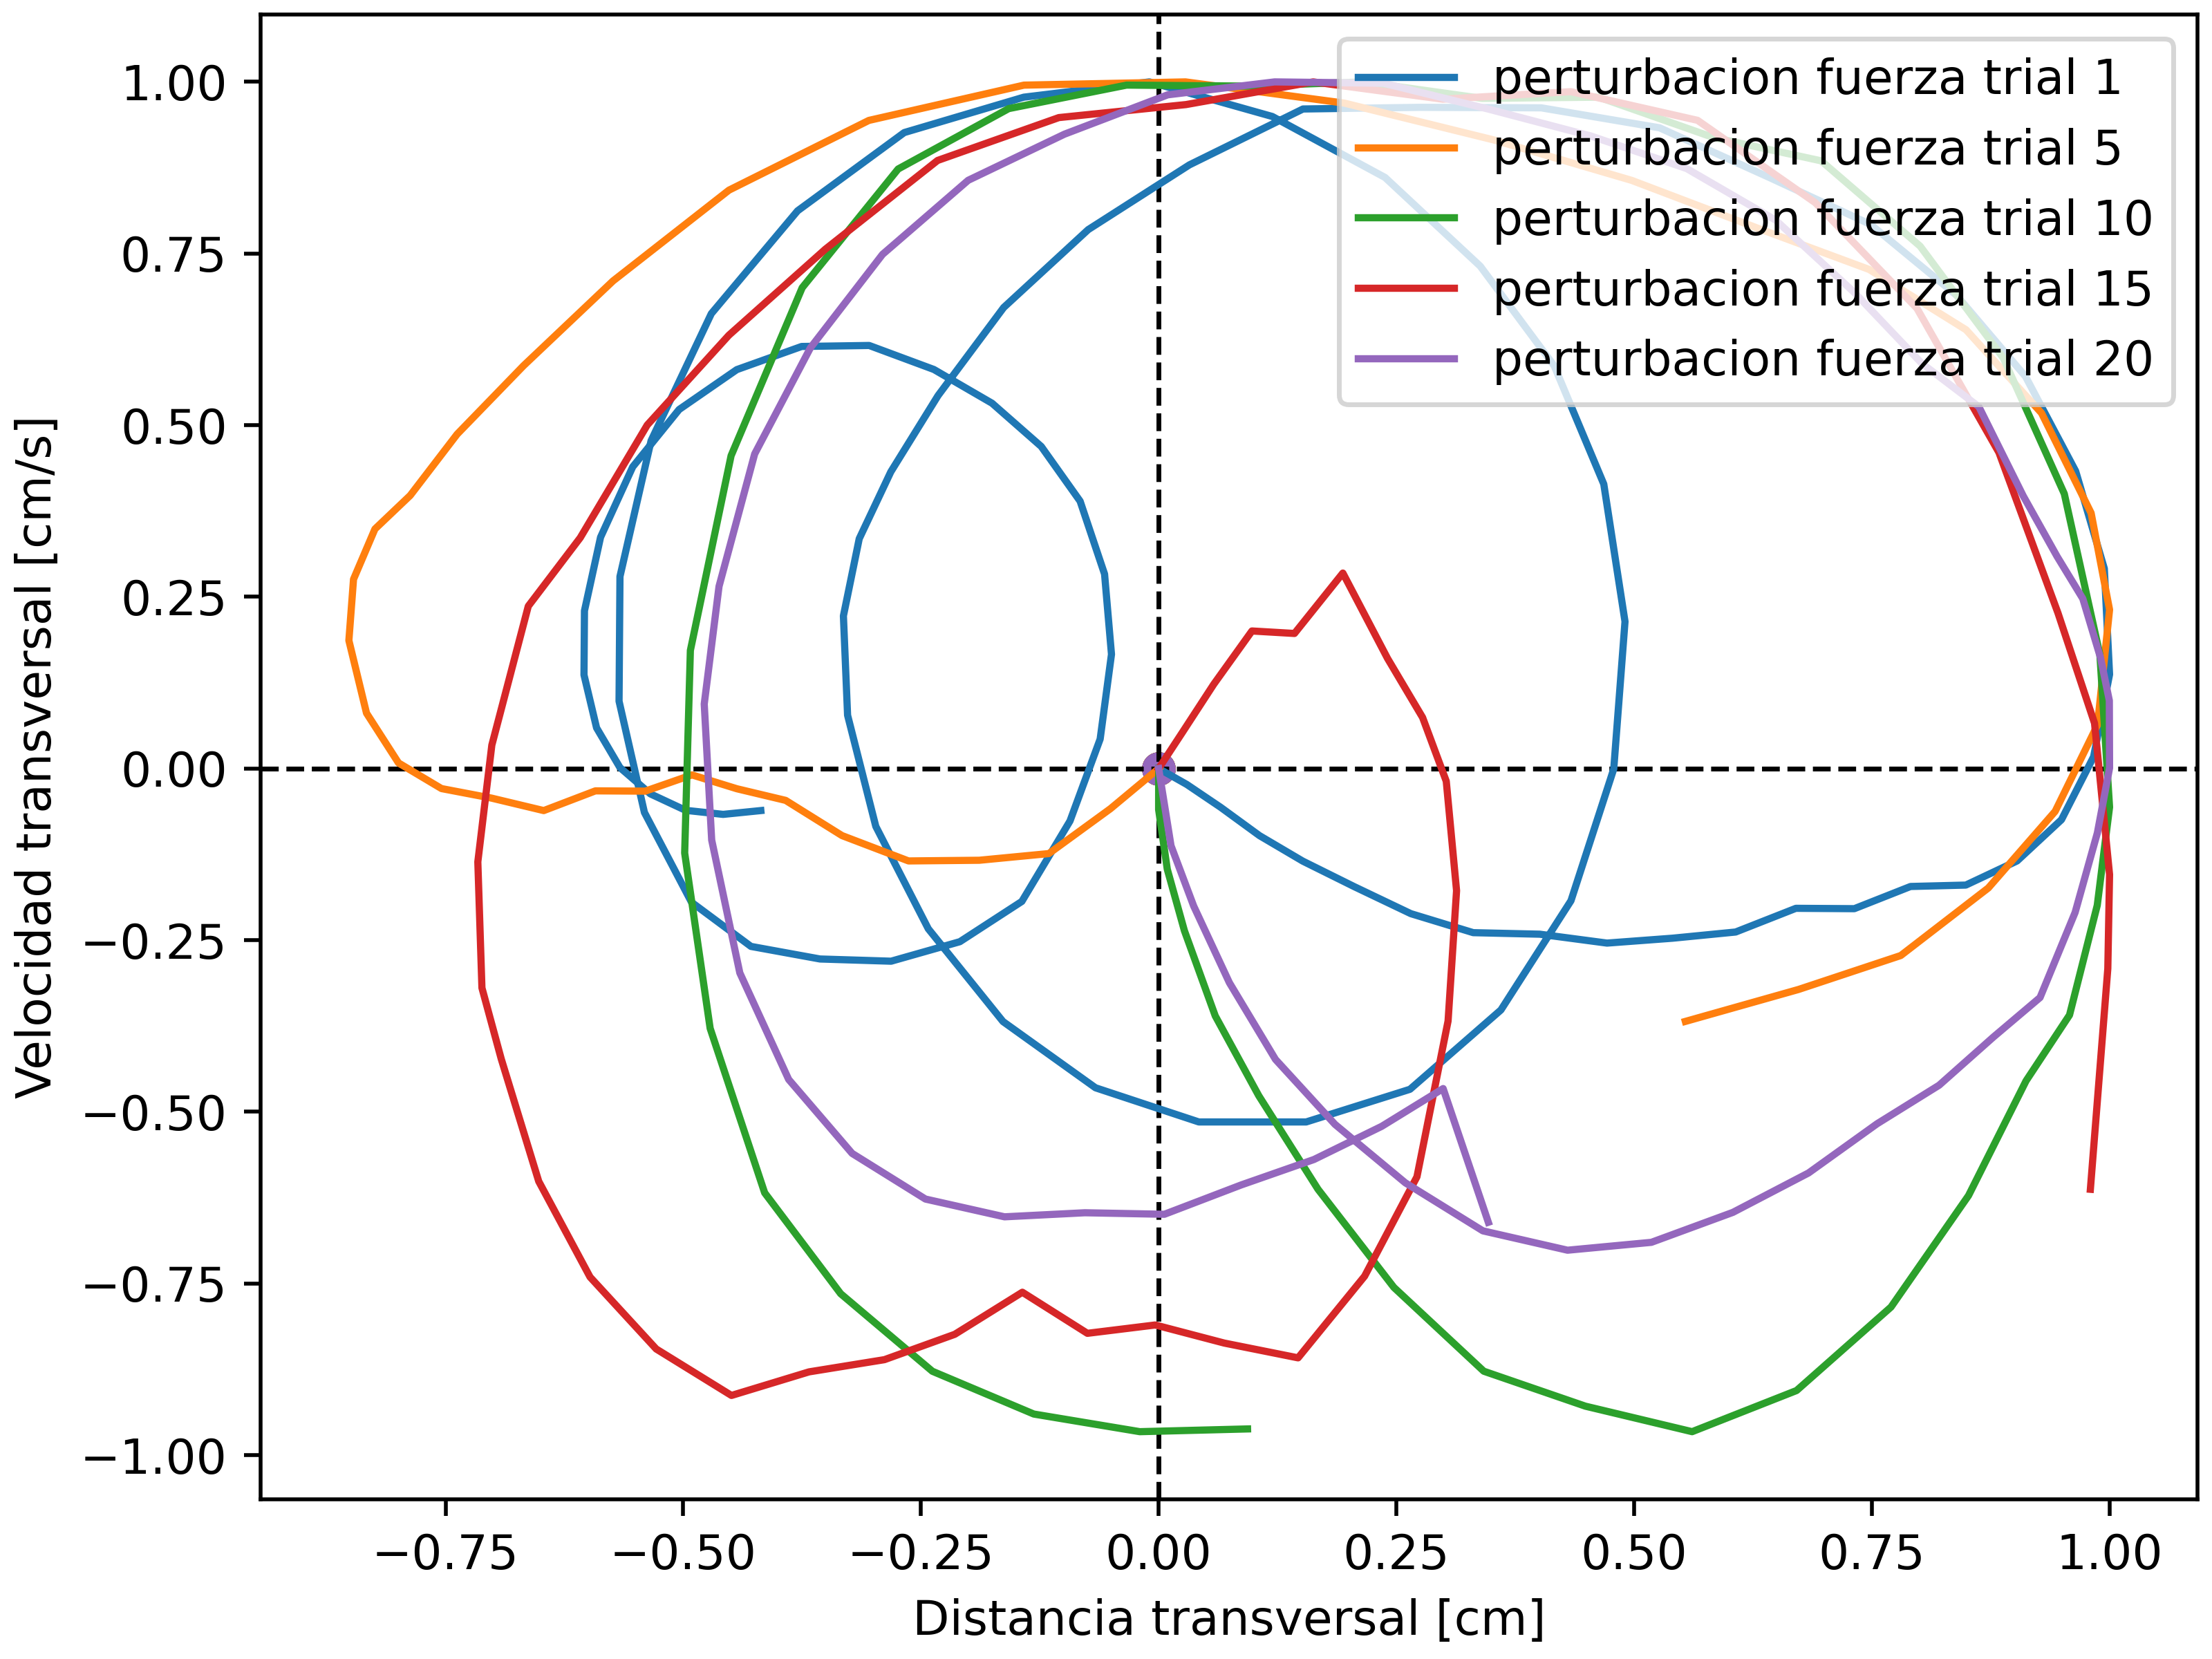 perturbacion fuerza trial 1
perturbacion fuerza trial 5
perturbacion fuerza trial 10
perturbacion fuerza trial 15
perturbacion fuerza trial 20
Velocidad transversal [cm/s]
1.00
0.75
0.50
0.25
0.00
−0.25
−0.50
−0.75
−1.00
−0.75 −0.50 −0.25 0.00 0.25 0.50 0.75 1.00
Distancia transversal [cm]